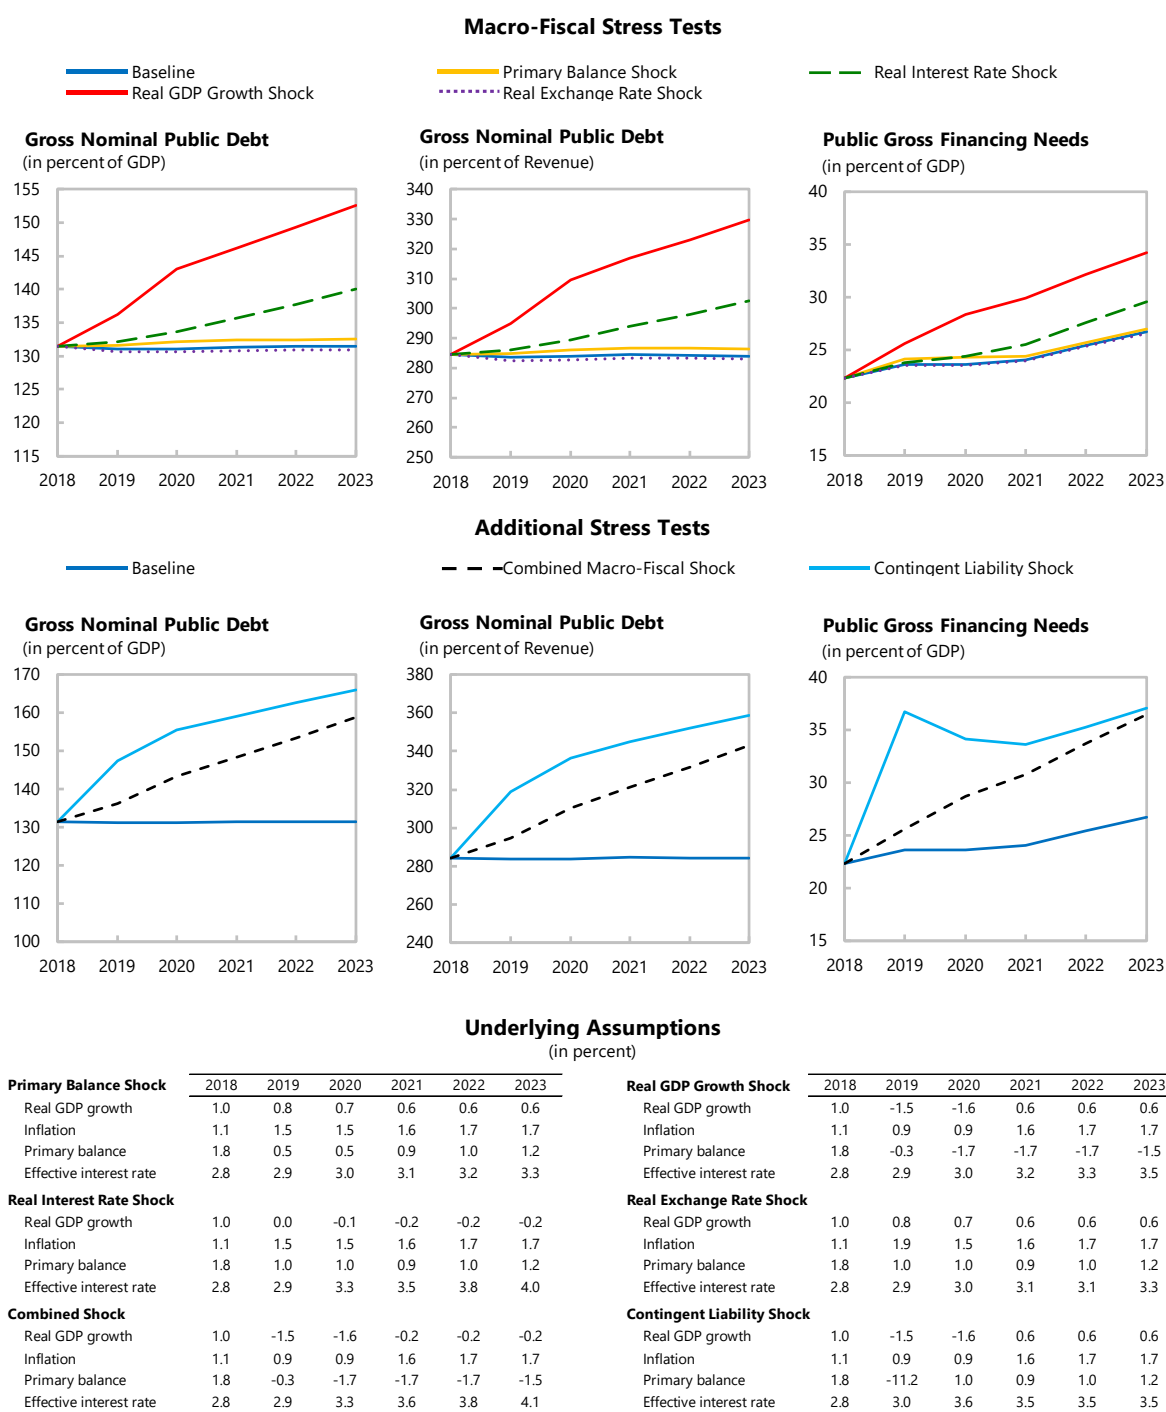 Macro-Fiscal Stress Tests
Baseline Primary Balance Shock Real Interest Rate Shock
Real GDP Growth Shock Real Exchange Rate Shock
Gross Nominal Public Debt
(in percent of GDP)
155
150
145
140
135
130
125
120
115
2018 2019 2020 2021 2022 2023
Gross Nominal Public Debt
(in percent of Revenue)
340
330
320
310
300
290
280
270
260
250
2018 2019 2020 2021 2022 2023
Public Gross Financing Needs
(in percent of GDP)
40
35
30
25
20
15
2018 2019 2020 2021 2022 2023
Additional Stress Tests
Baseline Combined Macro-Fiscal Shock Contingent Liability Shock
Gross Nominal Public Debt
(in percent of GDP)
170
160
150
140
130
120
110
100
2018 2019 2020 2021 2022 2023
Gross Nominal Public Debt
(in percent of Revenue)
380
360
340
320
300
280
260
240
2018 2019 2020 2021 2022 2023
Public Gross Financing Needs
(in percent of GDP)
40
35
30
25
20
15
2018 2019 2020 2021 2022 2023
Underlying Assumptions
(in percent)
Primary Balance Shock 2018 2019 2020 2021 2022 2023
Real GDP growth 1.0 0.8 0.7 0.6 0.6 0.6
Inflation 1.1 1.5 1.5 1.6 1.7 1.7
Primary balance 1.8 0.5 0.5 0.9 1.0 1.2
Effective interest rate 2.8 2.9 3.0 3.1 3.2 3.3
Real Interest Rate Shock
Real GDP growth 1.0 0.0 -0.1 -0.2 -0.2 -0.2
Inflation 1.1 1.5 1.5 1.6 1.7 1.7
Primary balance 1.8 1.0 1.0 0.9 1.0 1.2
Effective interest rate 2.8 2.9 3.3 3.5 3.8 4.0
Combined Shock
Real GDP growth 1.0 -1.5 -1.6 -0.2 -0.2 -0.2
Inflation 1.1 0.9 0.9 1.6 1.7 1.7
Primary balance 1.8 -0.3 -1.7 -1.7 -1.7 -1.5
Effective interest rate 2.8 2.9 3.3 3.6 3.8 4.1
Real GDP Growth Shock 2018 2019 2020 2021 2022 2023
Real GDP growth 1.0 -1.5 -1.6 0.6 0.6 0.6
Inflation 1.1 0.9 0.9 1.6 1.7 1.7
Primary balance 1.8 -0.3 -1.7 -1.7 -1.7 -1.5
Effective interest rate 2.8 2.9 3.0 3.2 3.3 3.5
Real Exchange Rate Shock
Real GDP growth 1.0 0.8 0.7 0.6 0.6 0.6
Inflation 1.1 1.9 1.5 1.6 1.7 1.7
Primary balance 1.8 1.0 1.0 0.9 1.0 1.2
Effective interest rate 2.8 2.9 3.0 3.1 3.1 3.3
Contingent Liability Shock
Real GDP growth 1.0 -1.5 -1.6 0.6 0.6 0.6
Inflation 1.1 0.9 0.9 1.6 1.7 1.7
Primary balance 1.8 -11.2 1.0 0.9 1.0 1.2
Effective interest rate 2.8 3.0 3.6 3.5 3.5 3.5